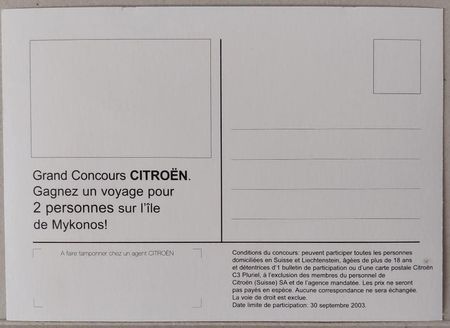 Grand Concours CITROËN.
Gagnez un voyage pour
2 personnes sur l'île
de Mykonos!
A faire tamponner chez un agent CITROËN
Conditions du concours: peuvent participer toutes les personnes
domiciliées en Suisse et Liechtenstein, âgées de plus de 18 ans
et détentrices d'1 bulletin de participation ou d'une carte postale Citroën
C3 Pluriel, à l'exclusion des membres du personnel de
Citroën (Suisse) SA et de l'agence mandatée. Les prix ne seront
pas payés en espèce. Aucune correspondance ne sera échangée.
La voie de droit est exclue.
Date limite de participation: 30 septembre 2003.